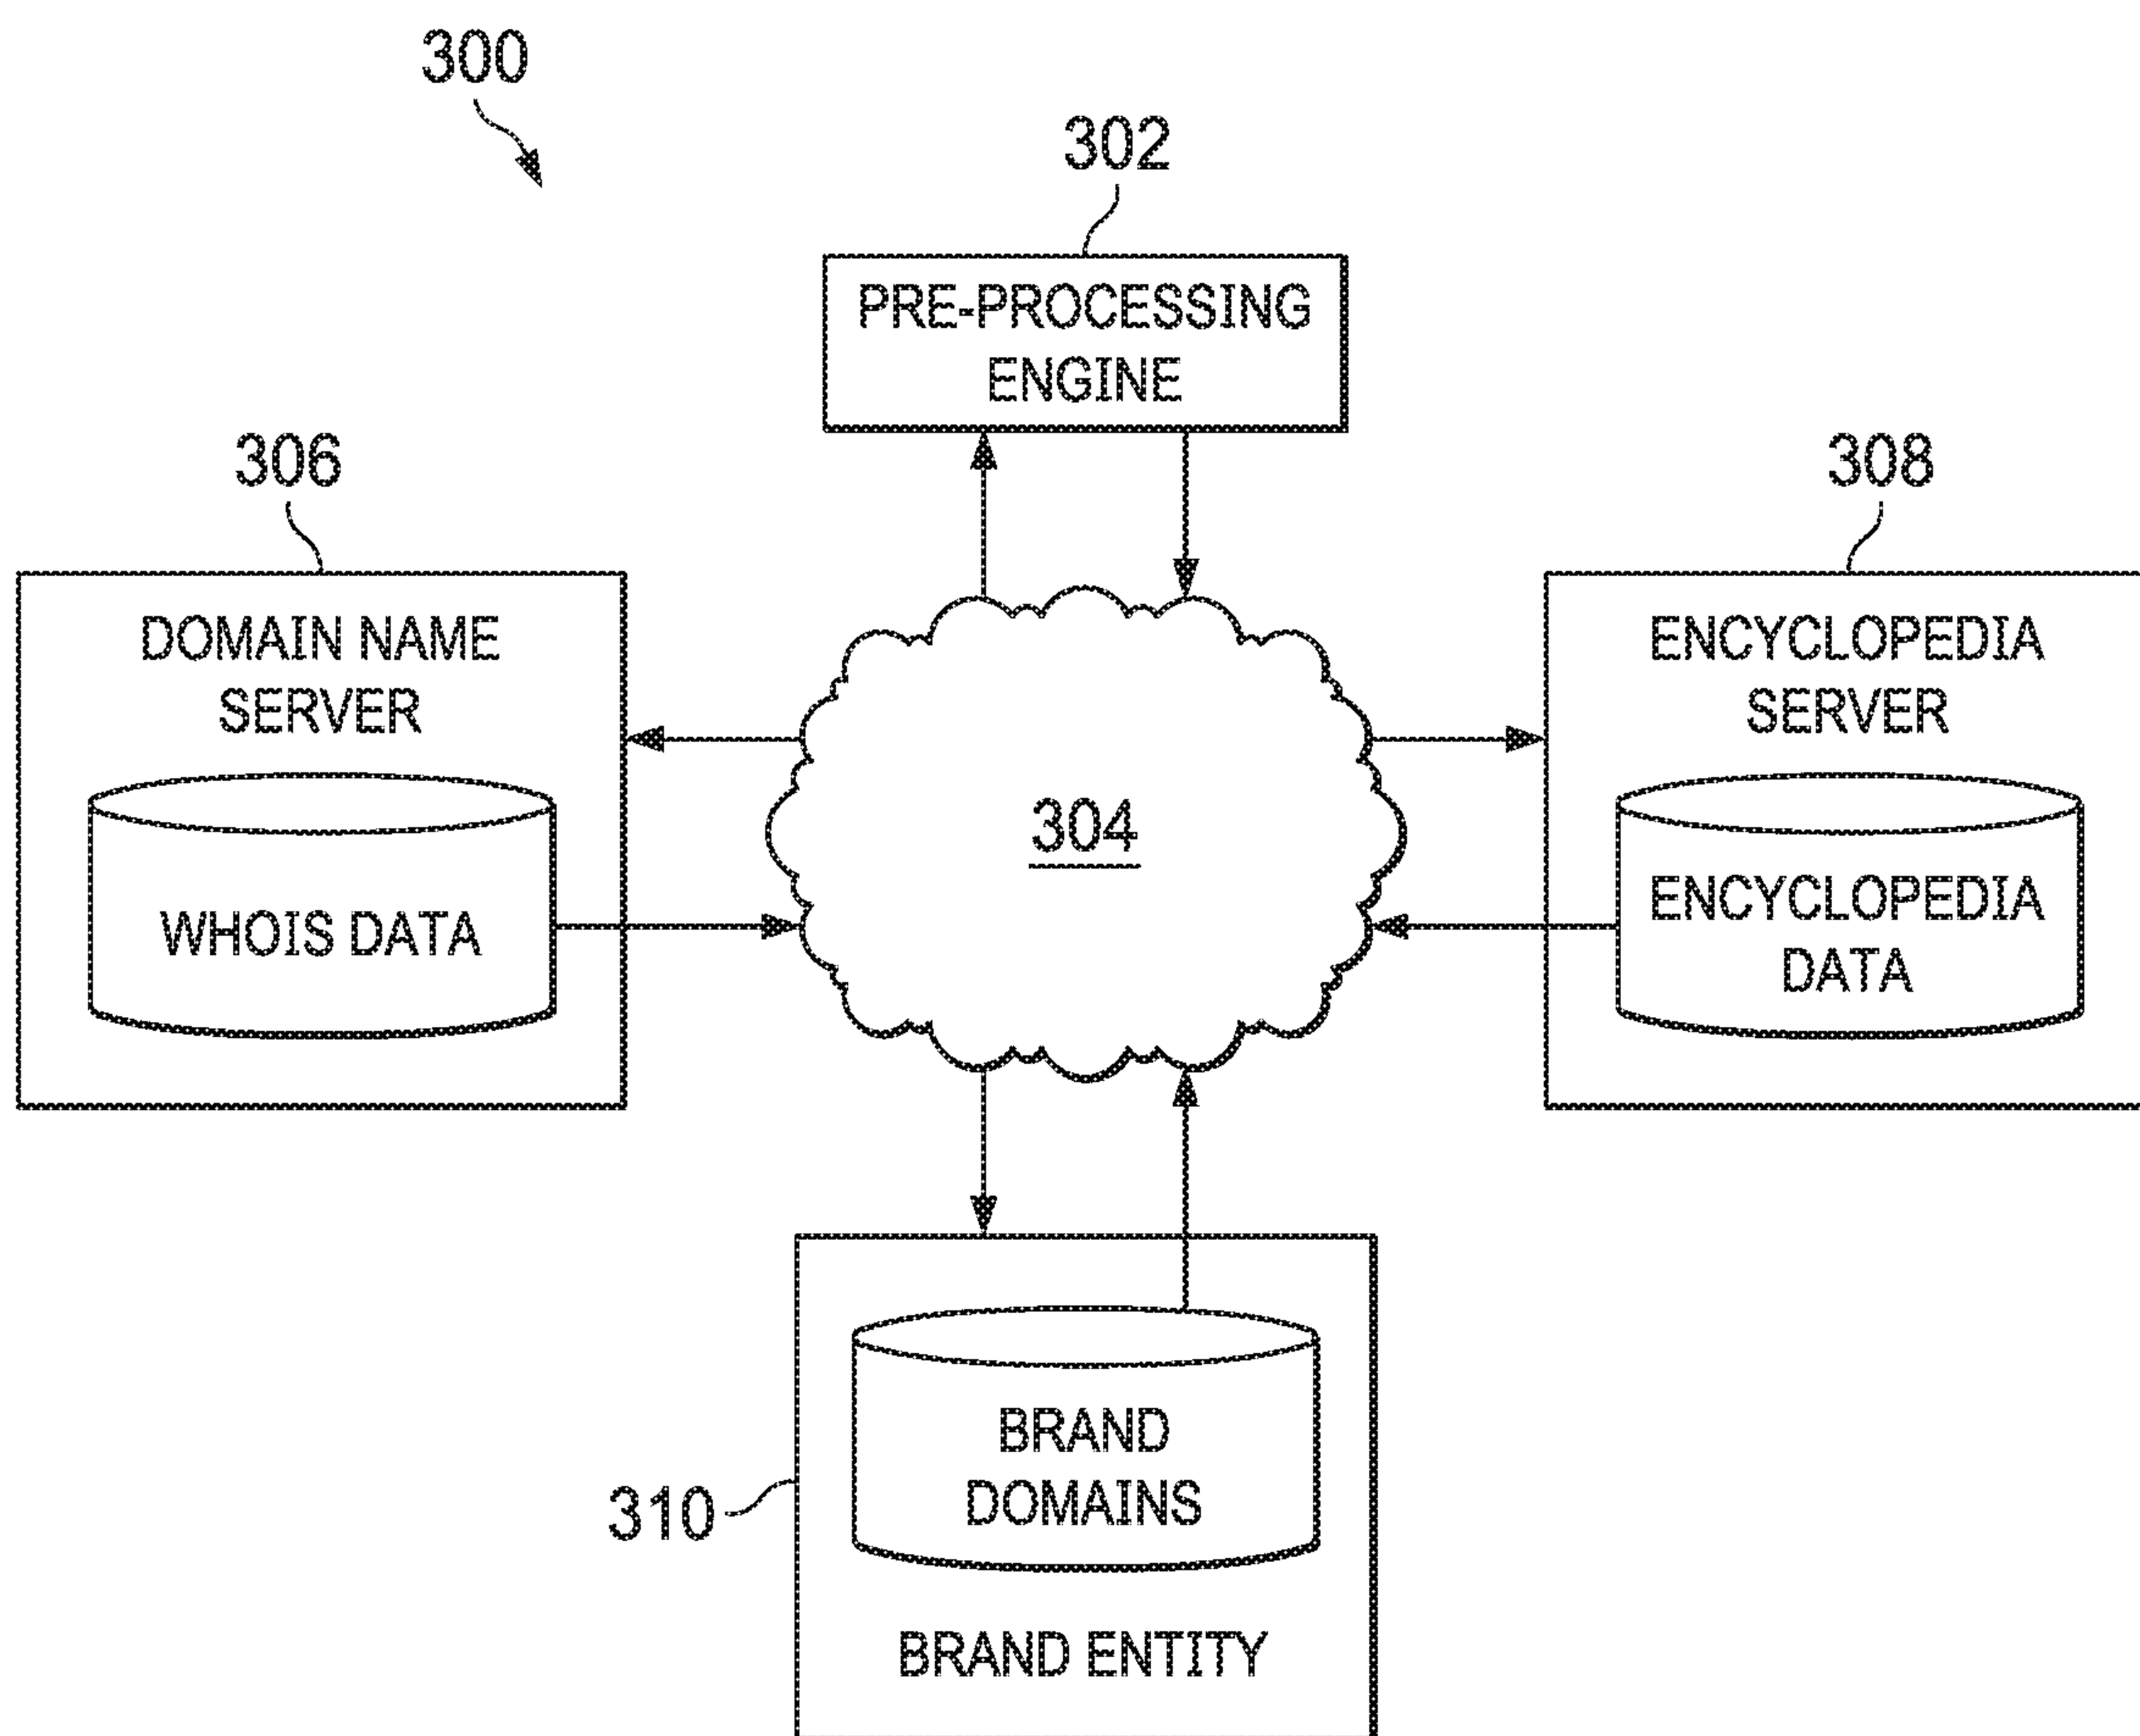 300
302
PRE-PROCESSING
ENGINE
306
308
DOMAIN NAME
SERVER
ENCYCLOPEDIA
SERVER
304
WHOIS DATA
ENCYCLOPEDIA
DATA
BRAND
DOMAINS
310
BRAND ENTITY